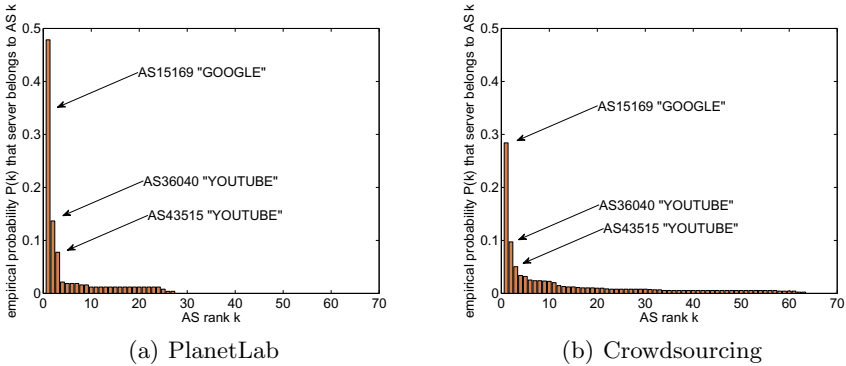 empirical probability P(k) that server belongs to AS k
0.5
0.4
0.3
0.2
0.1
0
AS15169 "GOOGLE"
AS36040 "YOUTUBE"
AS43515 "YOUTUBE"
0 10 20 30 40 50 60 70
AS rank k
(a) PlanetLab
empirical probability P(k) that server belongs to AS k
0.5
0.4
0.3
0.2
0.1
0
AS15169 "GOOGLE"
AS36040 "YOUTUBE"
AS43515 "YOUTUBE"
0 10 20 30 40 50 60 70
AS rank k
(b) Crowdsourcing